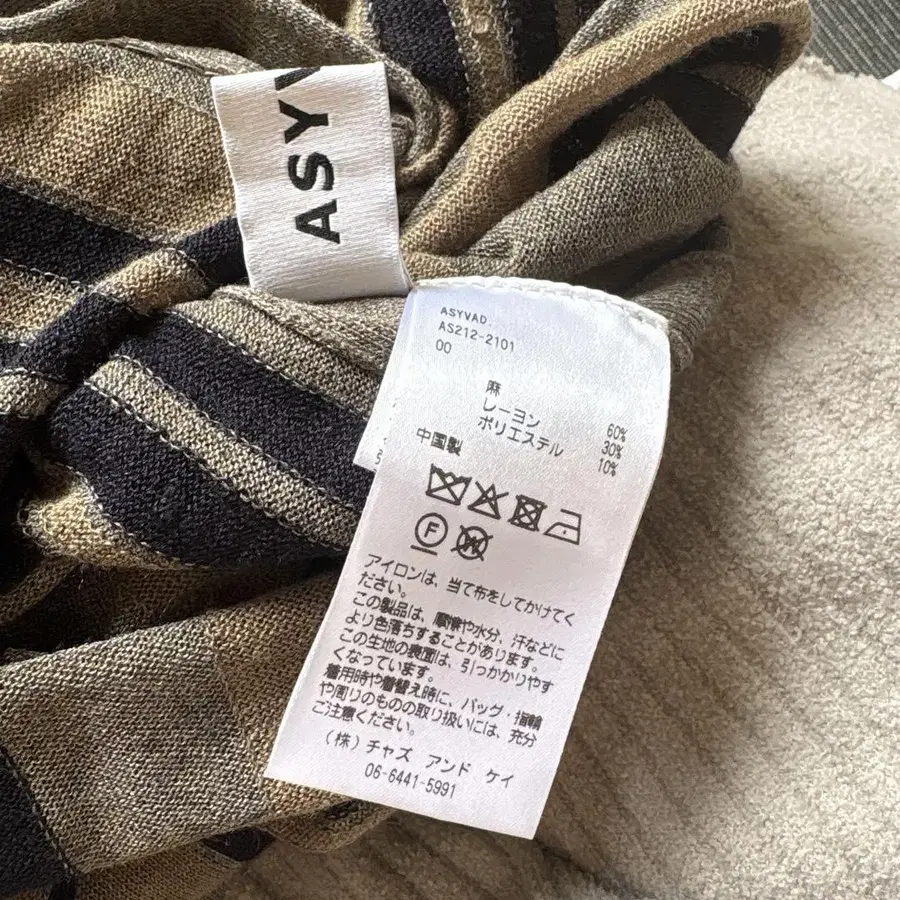 ASYV
ASYVAD.
AS212-2101
00
麻 60%
レーヨン 30%
ポリエステル 10%
中国製
F
W
アイロンは、当て布をしてかけてく
ださい。
この製品は、摩擦や水分、汗などに
より色落ちすることがあります。
この生地の表面は、引っかかりやす
くなっています。
着用時や着替え時に、バッグ・指輪
や周りのものの取り扱いには、充分
ご注意ください。
(株)チャズ アンド ケイ
06-6441-5991